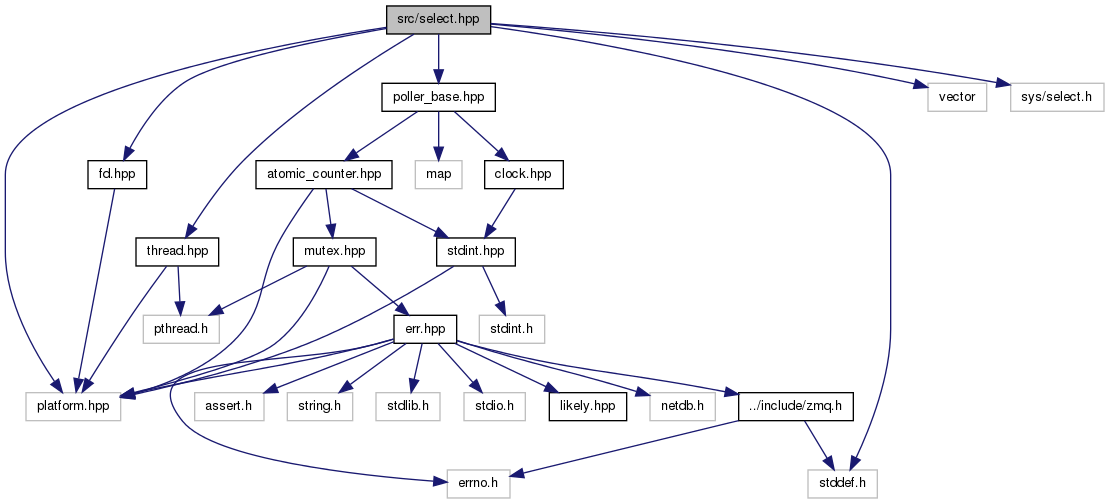 src/select.hpp
poller_base.hpp
vector
sys/select.h
fd.hpp
atomic_counter.hpp
map
clock.hpp
thread.hpp
mutex.hpp
stdint.hpp
pthread.h
err.hpp
stdint.h
platform.hpp
assert.h
string.h
stdlib.h
stdio.h
likely.hpp
netdb.h
../include/zmq.h
errno.h
stddef.h